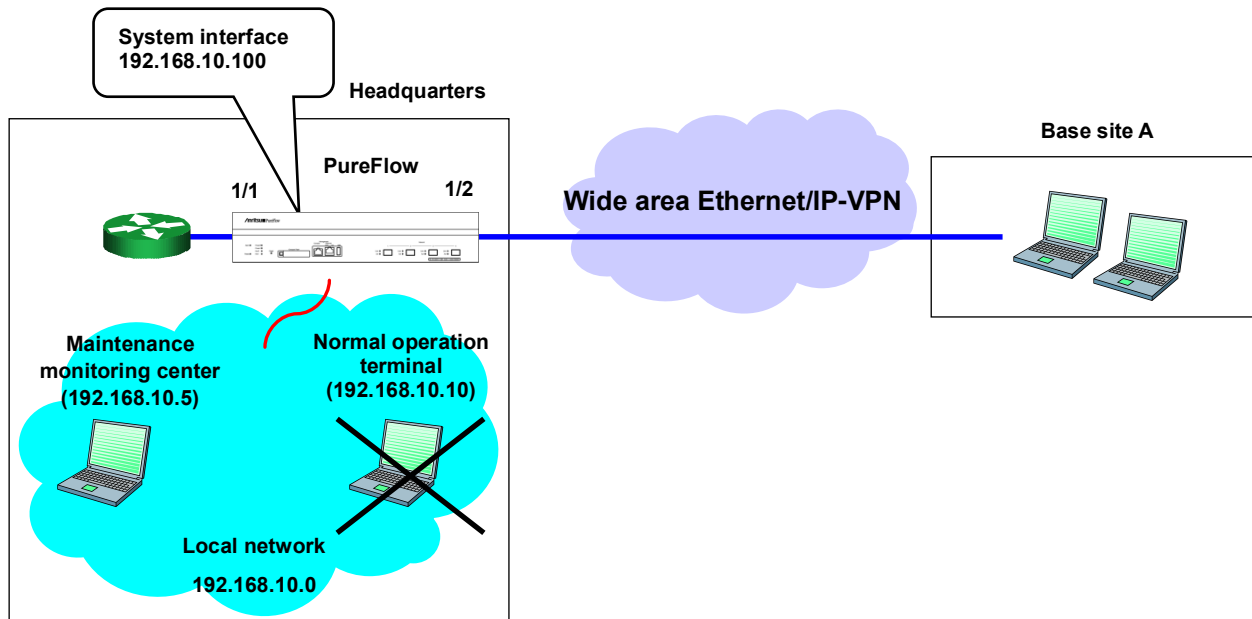 System interface
192.168.10.100
Headquarters
PureFlow
1/1
1/2
Wide area Ethernet/IP-VPN
Base site A
Maintenance
monitoring center
(192.168.10.5)
Normal operation
terminal
(192.168.10.10)
Local network
192.168.10.0